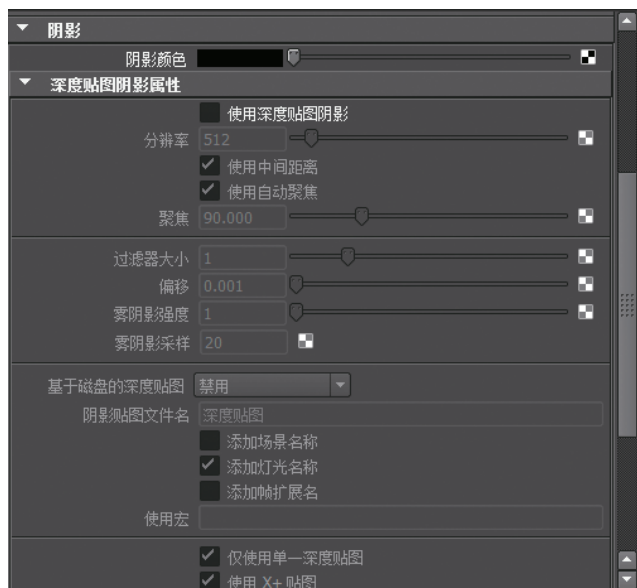 阴影
阴影颜色
深度贴图阴影属性
使用深度贴图阴影
分辨率 512
使用中间距离
使用自动聚焦
聚焦 90.000
过滤器大小 1
偏移 0.001
雾阴影强度 1
雾阴影采样 20
基于磁盘的深度贴图 禁用
阴影贴图文件名 深度贴图
添加场景名称
添加灯光名称
添加帧扩展名
使用宏
仅使用单一深度贴图
使用 X+ 贴图